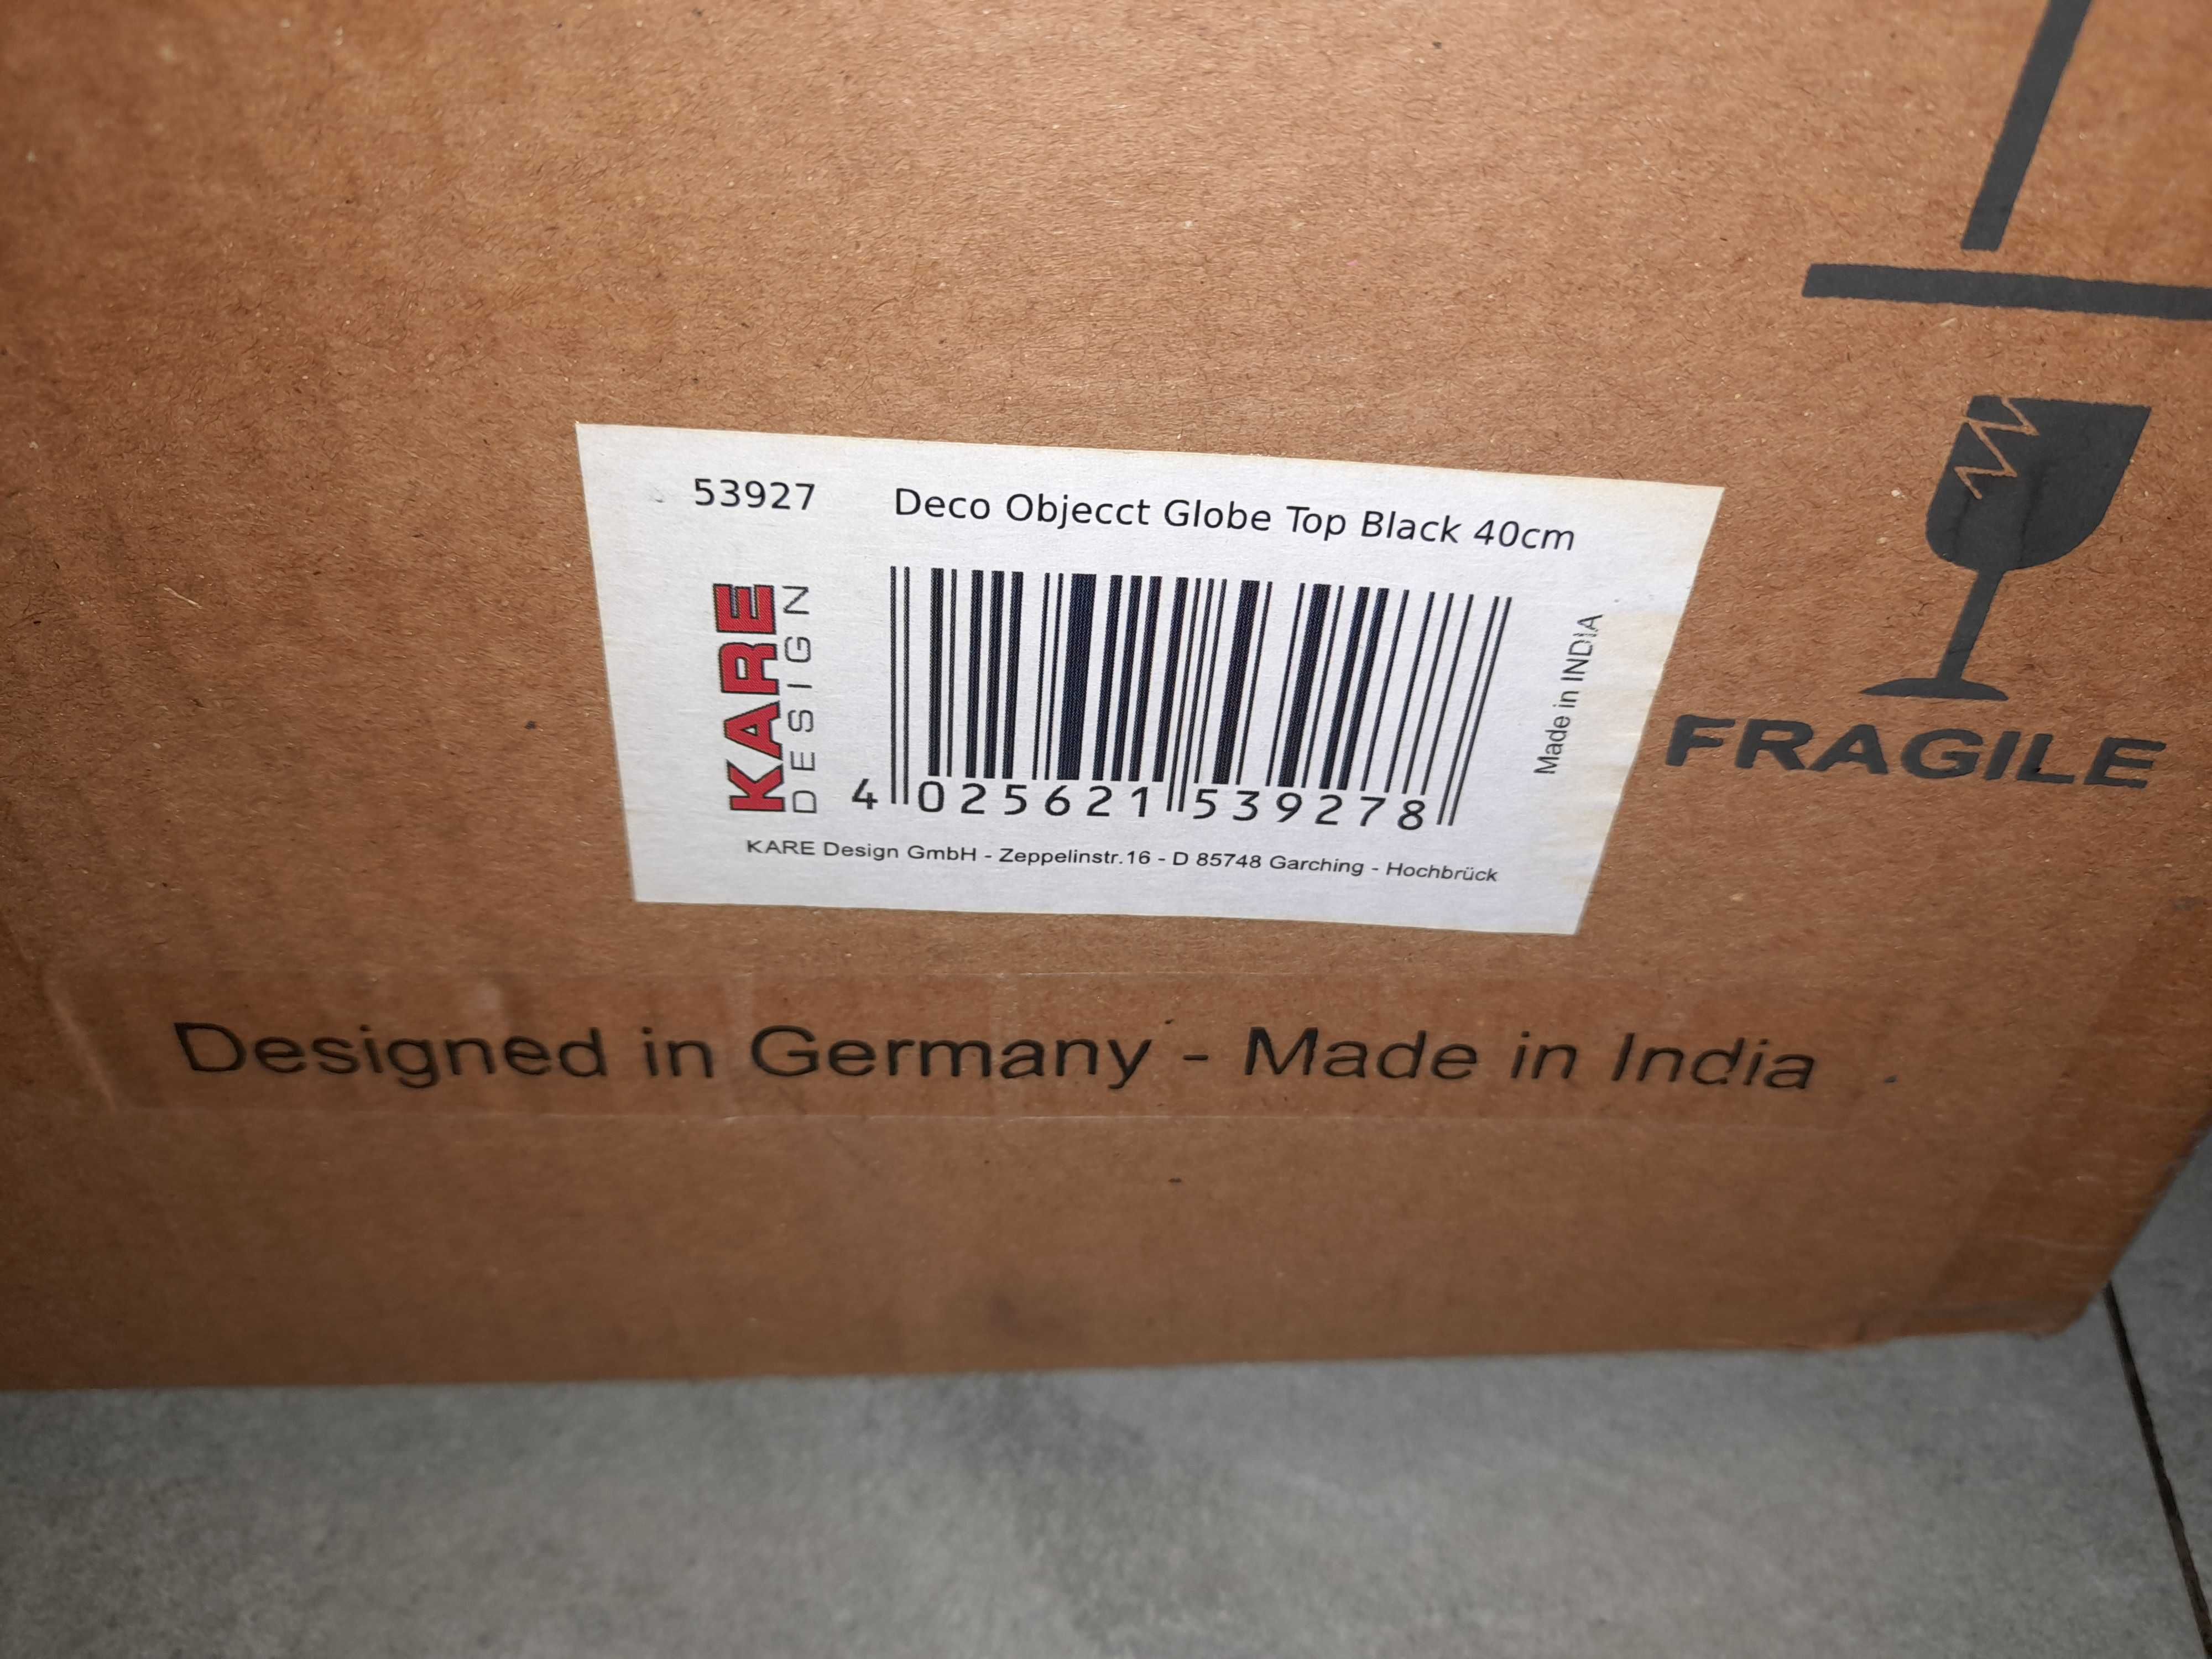 53927 Deco Objecct Globe Top Black 40cm
KARE
DESIGN
Made in INDIA
4 025621 539278
KARE Design GmbH - Zeppelinstr.16 - D 85748 Garching - Hochbrück
FRAGILE
Designed in Germany - Made in India